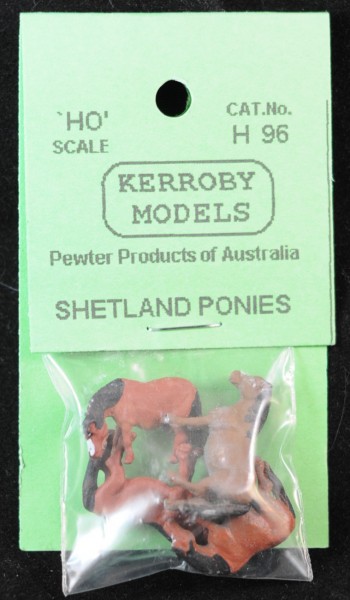 `HO'
SCALE
CAT.No.
H 96
KERROBY
MODELS
Pewter Products of Australia
SHETLAND PONIES